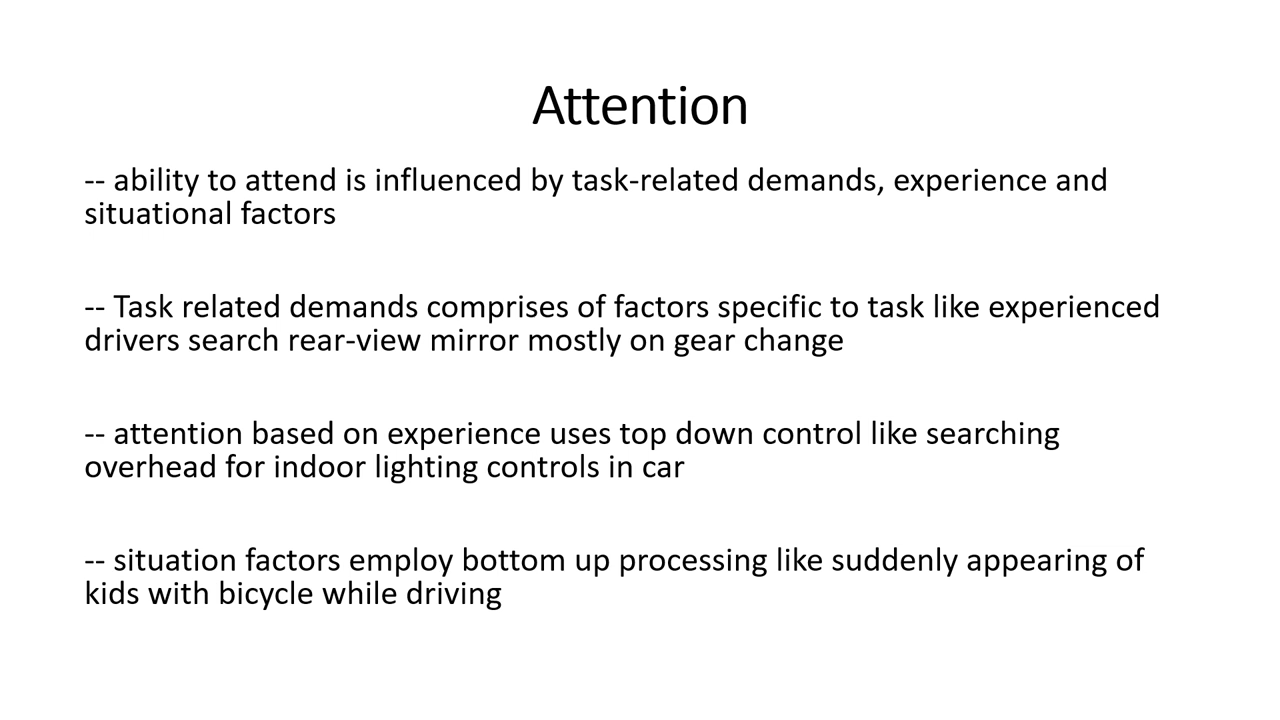 Attention
-- ability to attend is influenced by task-related demands, experience and
situational factors
-- Task related demands comprises of factors specific to task like experienced
drivers search rear-view mirror mostly on gear change
-- attention based on experience uses top down control like searching
overhead for indoor lighting controls in car
-- situation factors employ bottom up processing like suddenly appearing of
kids with bicycle while driving